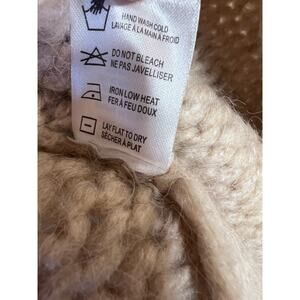 HAND WASH COLD
LAVAGE À LA MAIN À FROID
DO NOT BLEACH
NE PAS JAVELLISER
IRON LOW HEAT
FER À FEU DOUX
LAY FLAT TO DRY
SÉCHER À PLAT